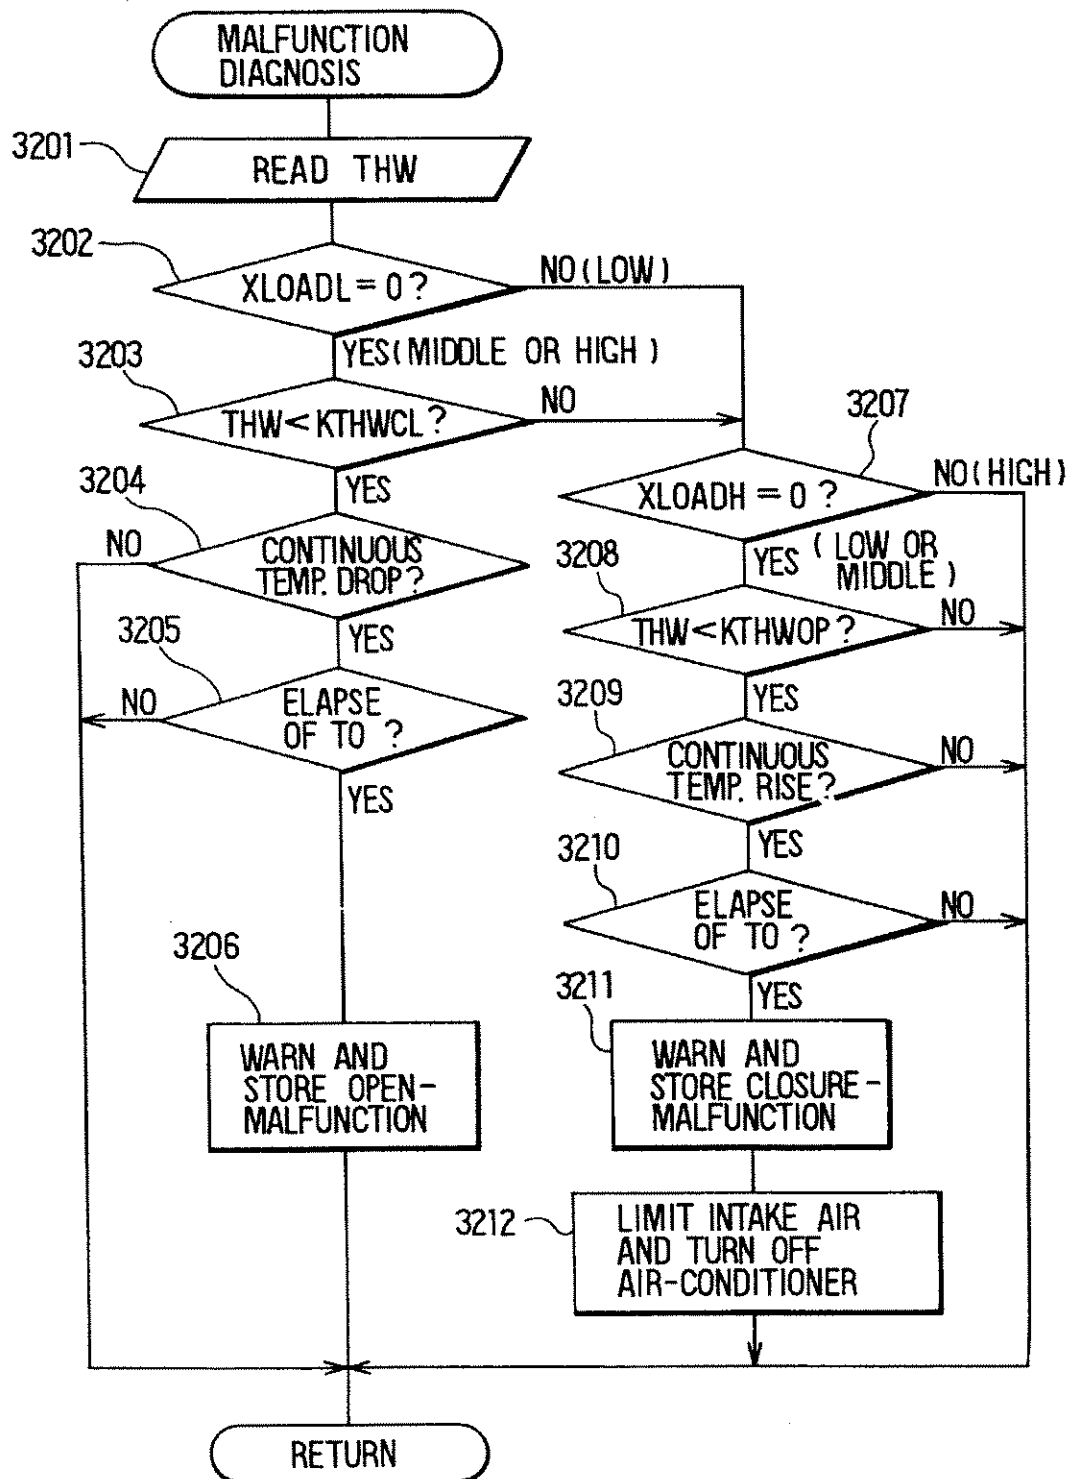 MALFUNCTION
DIAGNOSIS
3201
READ THW
3202
XLOADL = 0 ?
NO (LOW)
YES (MIDDLE OR HIGH)
3203
THW < KTHWCL ?
NO
YES
3204
CONTINUOUS
TEMP. DROP?
NO
YES
3205
ELAPSE
OF TO ?
NO
YES
3206
WARN AND
STORE OPEN-
MALFUNCTION
3207
XLOADH = 0 ?
NO (HIGH)
YES (LOW OR
MIDDLE)
3208
THW < KTHWOP ?
NO
YES
3209
CONTINUOUS
TEMP. RISE?
NO
YES
3210
ELAPSE
OF TO ?
NO
YES
3211
WARN AND
STORE CLOSURE-
MALFUNCTION
3212
LIMIT INTAKE AIR
AND TURN OFF
AIR-CONDITIONER
RETURN